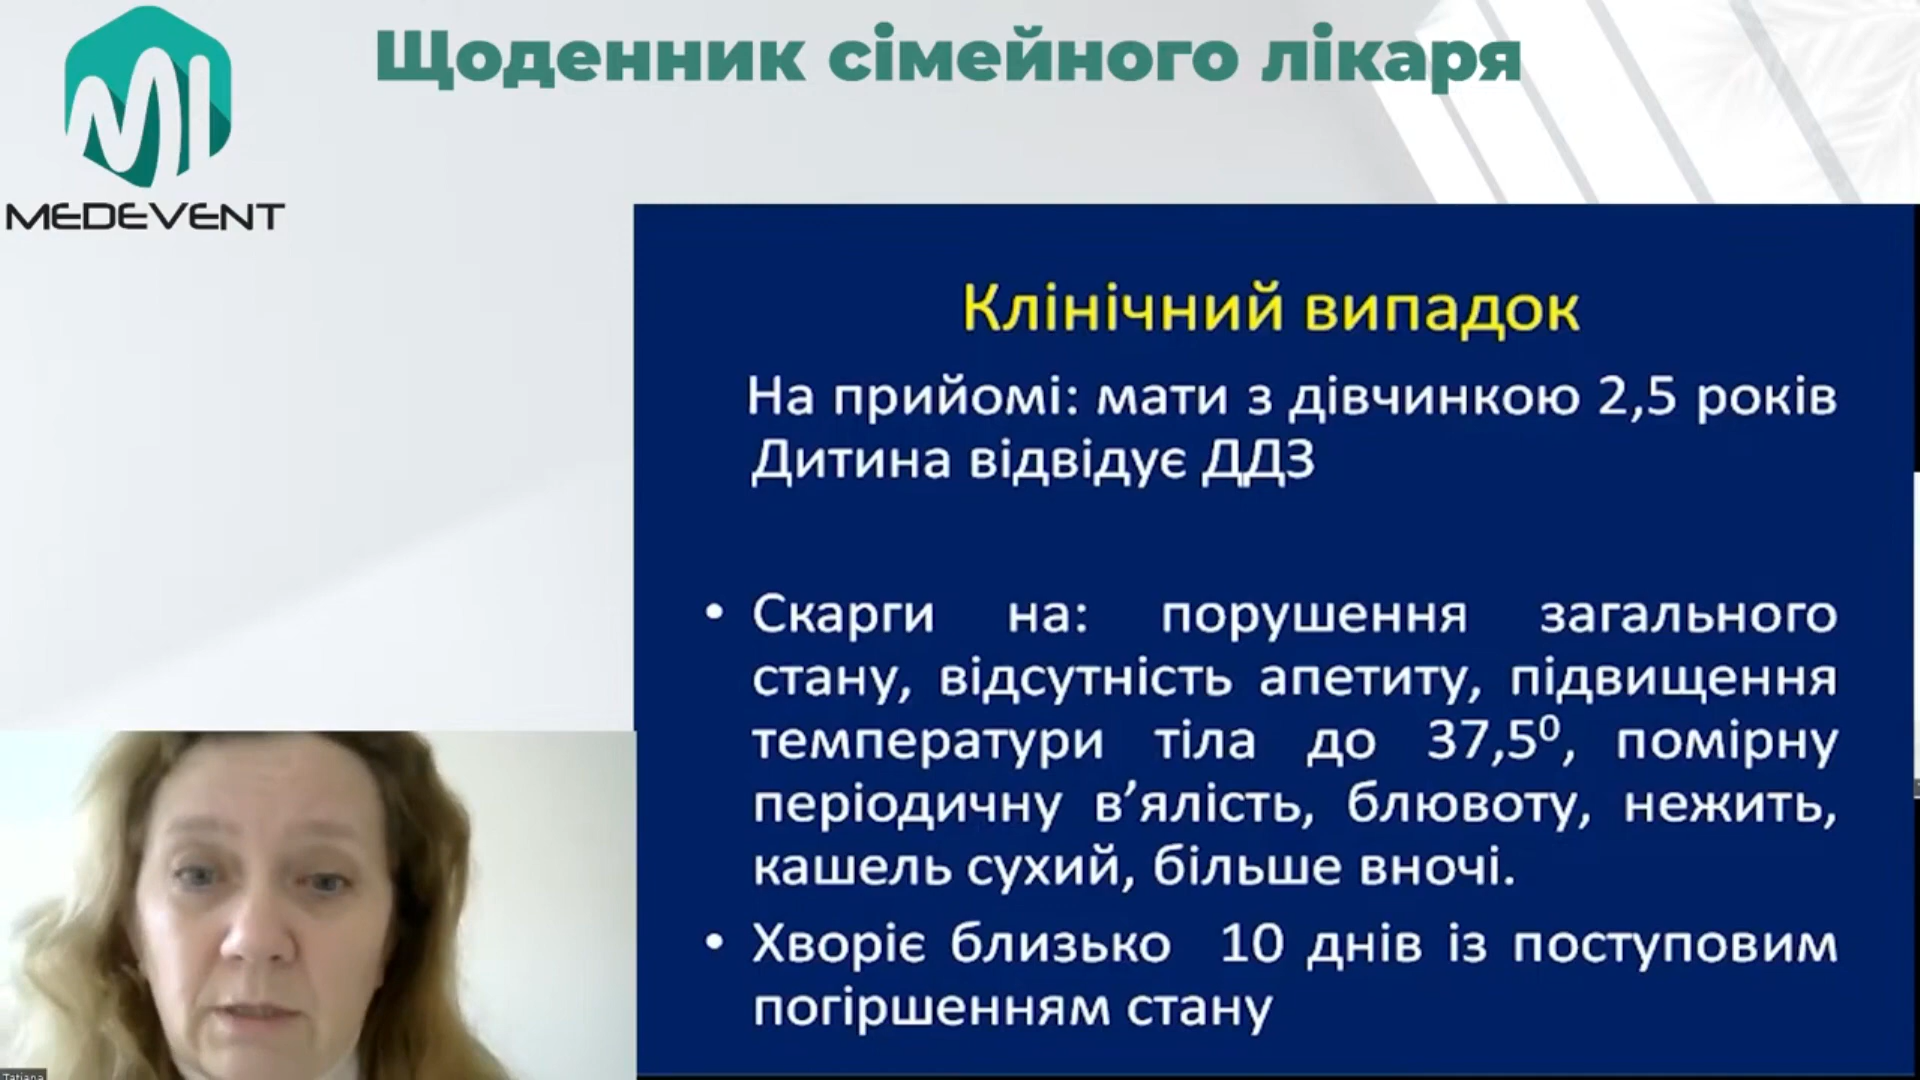 Щоденник сімейного лікаря
MEDEVENT
Клінічний випадок
На прийомі: мати з дівчинкою 2,5 років
Дитина відвідує ДДЗ
• Скарги на: порушення загального
стану, відсутність апетиту, підвищення
температури тіла до 37,5⁰, помірну
періодичну в’ялість, блювоту, нежить,
кашель сухий, більше вночі.
• Хворіє близько 10 днів із поступовим
погіршенням стану
Tatiana